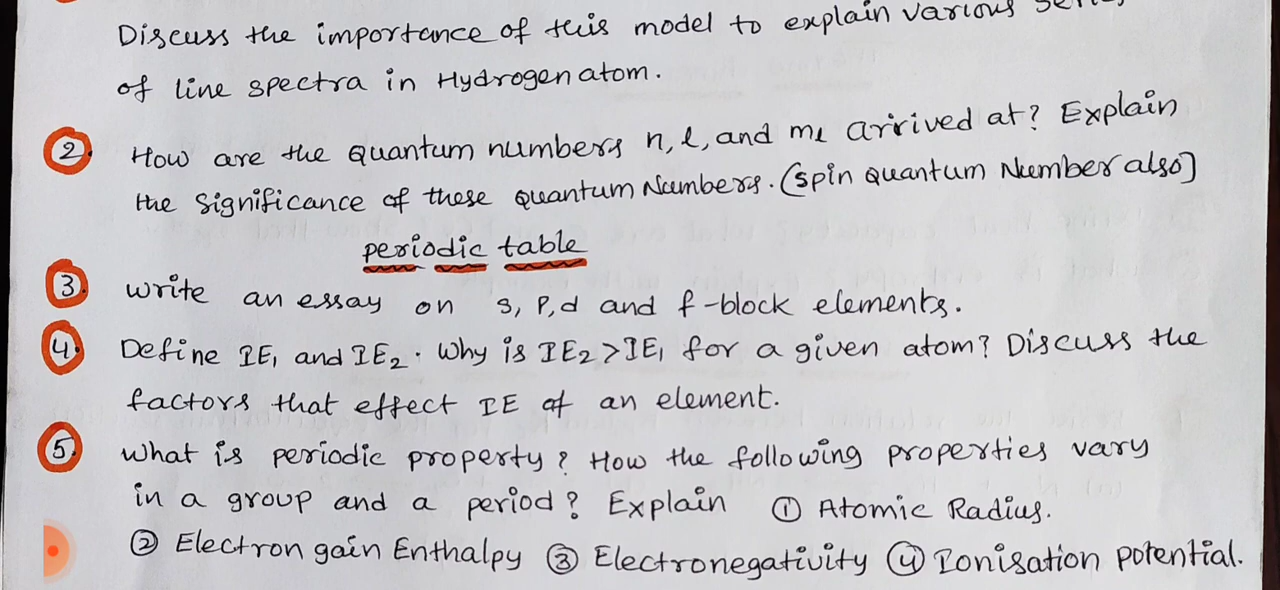 Discuss the importance of this model to explain various
of line spectra in Hydrogen atom.
2. How are the Quantum numbers n, l, and ml arrived at? Explain
the significance of these Quantum Numbers. (spin Quantum Number also]
periodic table
3. write an essay on s, P, d and f-block elements.
4. Define IE1 and IE2. Why is IE2>IE1 for a given atom? Discuss the
factors that effect IE of an element.
5. What is periodic property? How the following properties vary
in a group and a period? Explain ① Atomic Radius.
② Electron gain Enthalpy ③ Electronegativity ④ Ionisation potential.